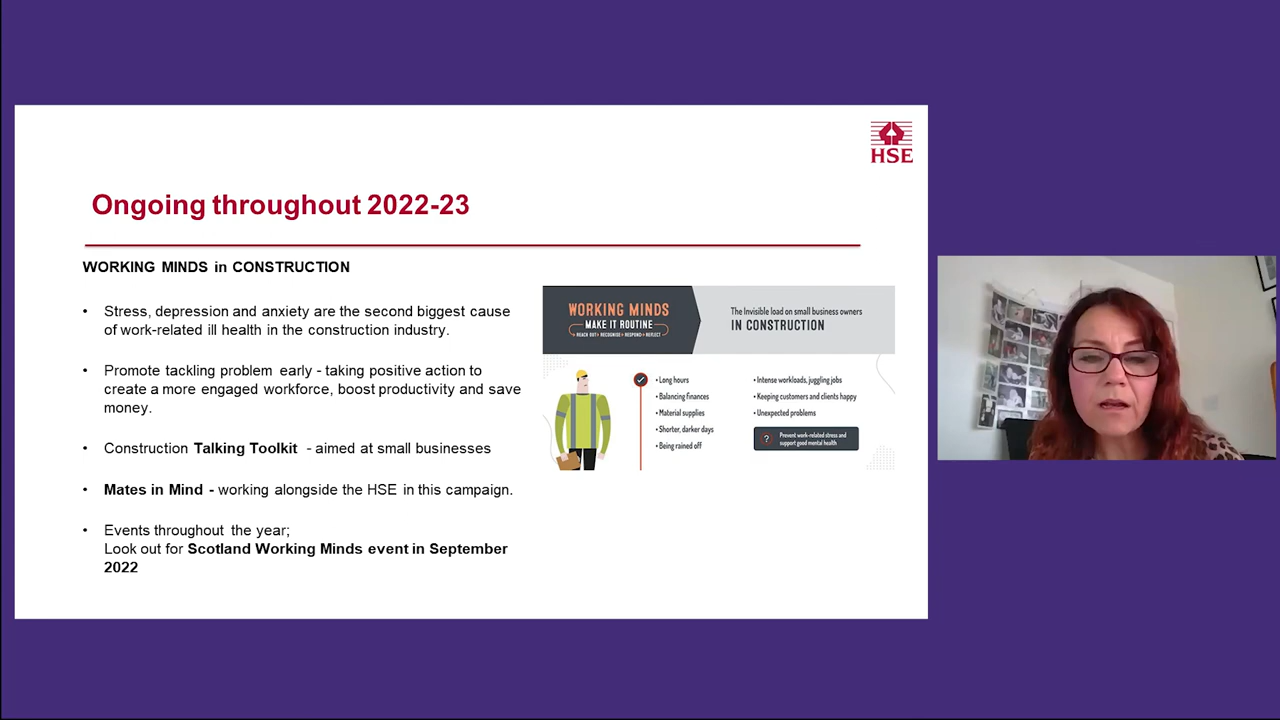 HSE
Ongoing throughout 2022-23
WORKING MINDS in CONSTRUCTION
• Stress, depression and anxiety are the second biggest cause
of work-related ill health in the construction industry.
• Promote tackling problem early - taking positive action to
create a more engaged workforce, boost productivity and save
money.
• Construction Talking Toolkit - aimed at small businesses
• Mates in Mind - working alongside the HSE in this campaign.
• Events throughout the year;
Look out for Scotland Working Minds event in September
2022
WORKING MINDS
MAKE IT ROUTINE
REACH OUT> RECOGNISE> RESPOND> REFLECT
The Invisible load on small business owners
IN CONSTRUCTION
• Long hours
• Balancing finances
• Material supplies
• Shorter, darker days
• Being rained off
• Intense workloads, juggling jobs
• Keeping customers and clients happy
• Unexpected problems
? Prevent work-related stress and
support good mental health